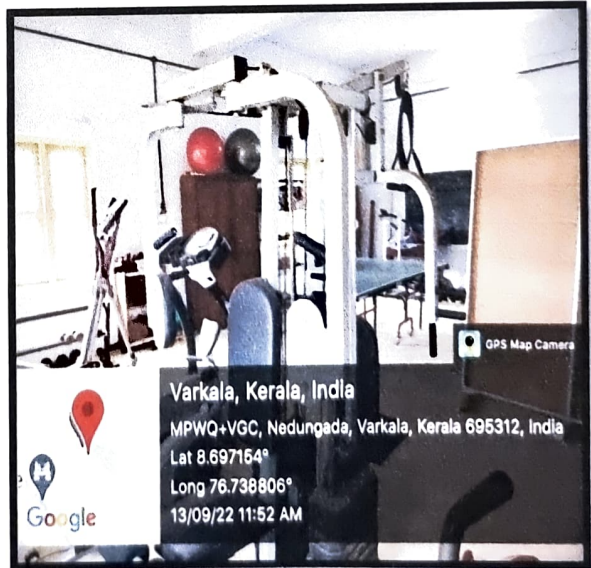 GPS Map Camera
Varkala, Kerala, India
MPWQ+VGC, Nedungada, Varkala, Kerala 695312, India
Lat 8.697154°
Long 76.738806°
13/09/22 11:52 AM
Google